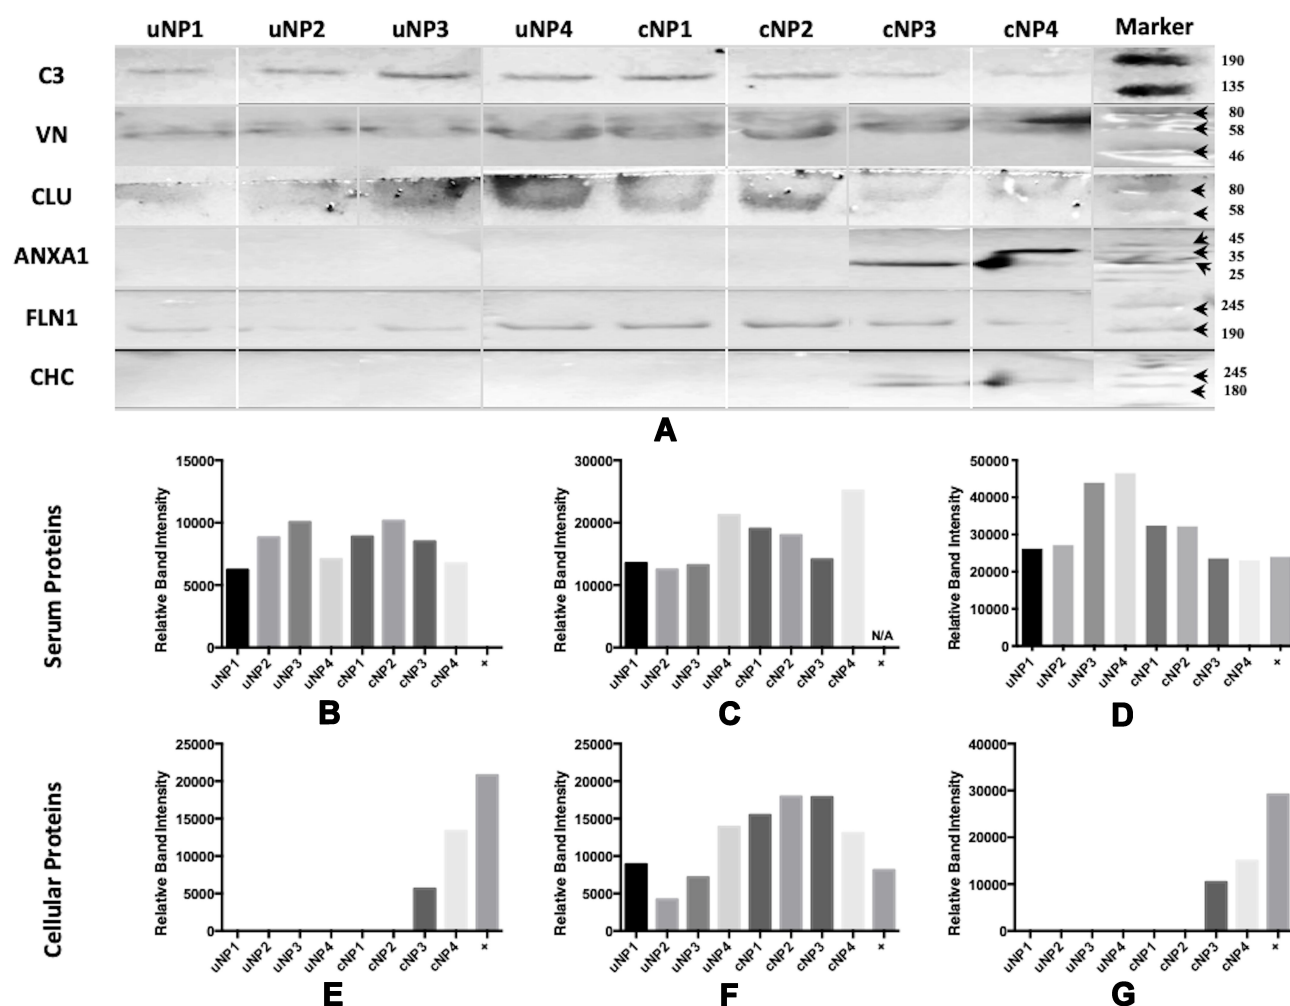 uNP1 uNP2 uNP3 uNP4 cNP1 cNP2 cNP3 cNP4 Marker
C3 190
135
VN 80
58
46
CLU 80
58
ANXA1 45
35
25
FLN1 245
190
CHC 245
180
A
Serum Proteins
Relative Band Intensity
15000
10000
5000
0
uNP1 uNP2 uNP3 uNP4 cNP1 cNP2 cNP3 cNP4 +
B
Relative Band Intensity
30000
20000
10000
0
N/A
uNP1 uNP2 uNP3 uNP4 cNP1 cNP2 cNP3 cNP4 +
C
Relative Band Intensity
50000
40000
30000
20000
10000
0
uNP1 uNP2 uNP3 uNP4 cNP1 cNP2 cNP3 cNP4 +
D
Cellular Proteins
Relative Band Intensity
25000
20000
15000
10000
5000
0
uNP1 uNP2 uNP3 uNP4 cNP1 cNP2 cNP3 cNP4 +
E
Relative Band Intensity
25000
20000
15000
10000
5000
0
uNP1 uNP2 uNP3 uNP4 cNP1 cNP2 cNP3 cNP4 +
F
Relative Band Intensity
40000
30000
20000
10000
0
uNP1 uNP2 uNP3 uNP4 cNP1 cNP2 cNP3 cNP4 +
G